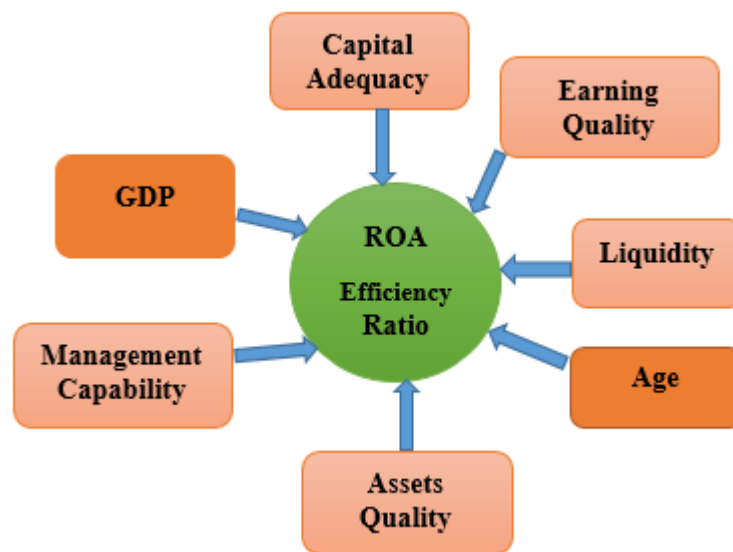 Capital
Adequacy
Earning
Quality
GDP
ROA
Efficiency
Ratio
Liquidity
Management
Capability
Age
Assets
Quality